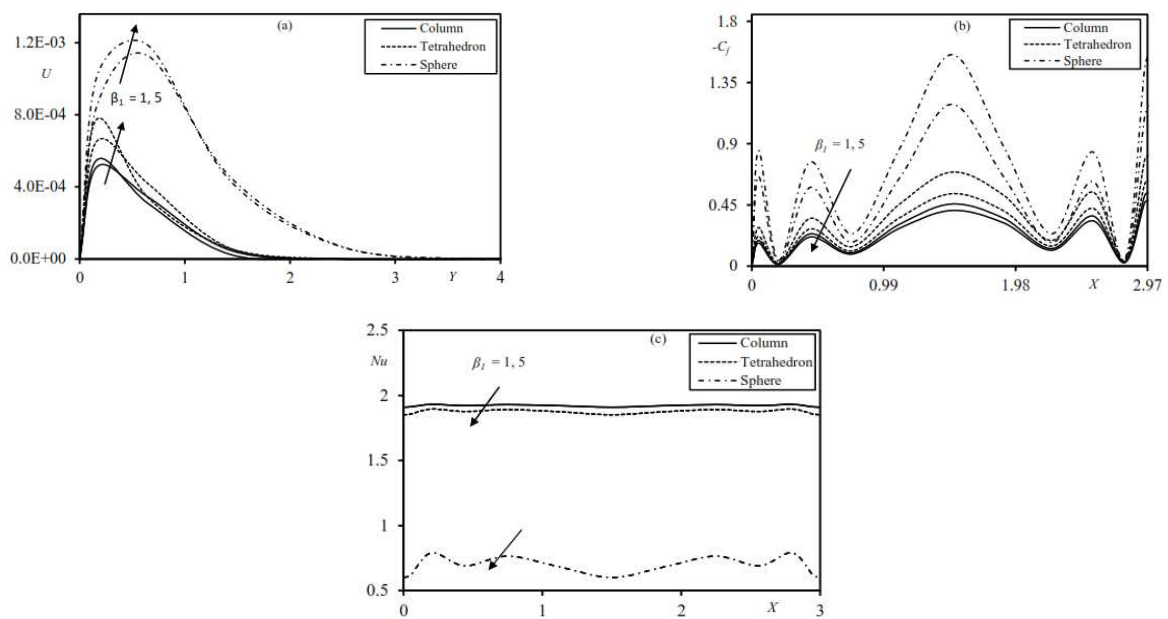 (a)
Column
Tetrahedron
Sphere
1.2E-03
U
8.0E-04
4.0E-04
0.0E+00
β₁ = 1, 5
0
1
2
3
Y
4
(b)
Column
Tetrahedron
Sphere
1.8
-Cf
1.35
0.9
0.45
0
β₁ = 1, 5
0
0.99
1.98
X
2.97
(c)
Column
Tetrahedron
Sphere
2.5
Nu
2
1.5
1
0.5
β₁ = 1, 5
0
1
2
X
3